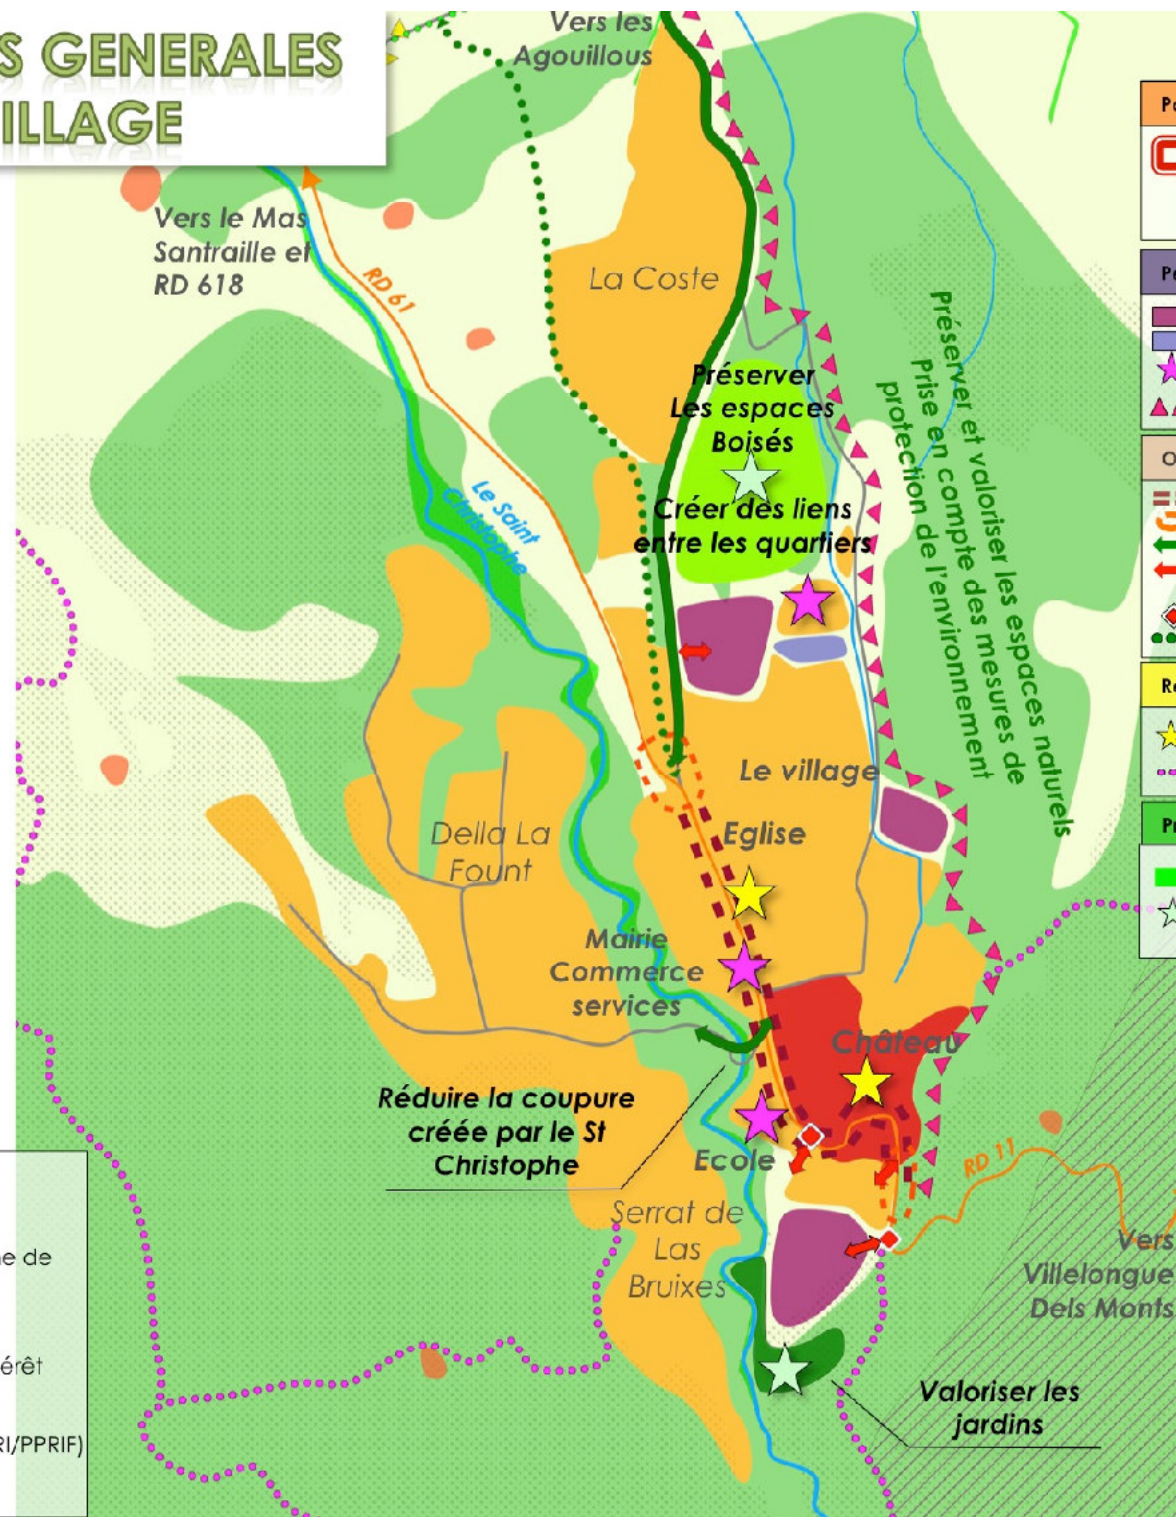 S GENERALES
ILLAGE
Vers les
Agouillous
Vers le Mas
Santraille et
RD 618
RD 61
La Coste
Préserver
Les espaces
Boisés
Créer des liens
entre les quartiers
Préserver et valoriser les espaces naturels
Prise en compte des mesures de
protection de l'environnement
Le Saint
Christophe
Le village
Eglise
Della La
Fount
Mairie
Commerce
services
Château
Réduire la coupure
créée par le St
Christophe
Ecole
RD 11
Serrat de
Las
Bruixes
Vers
Villelongue
Dels Monts
Valoriser les
jardins
e de
érêt
RI/PPRIF)
P
P
O
R
P